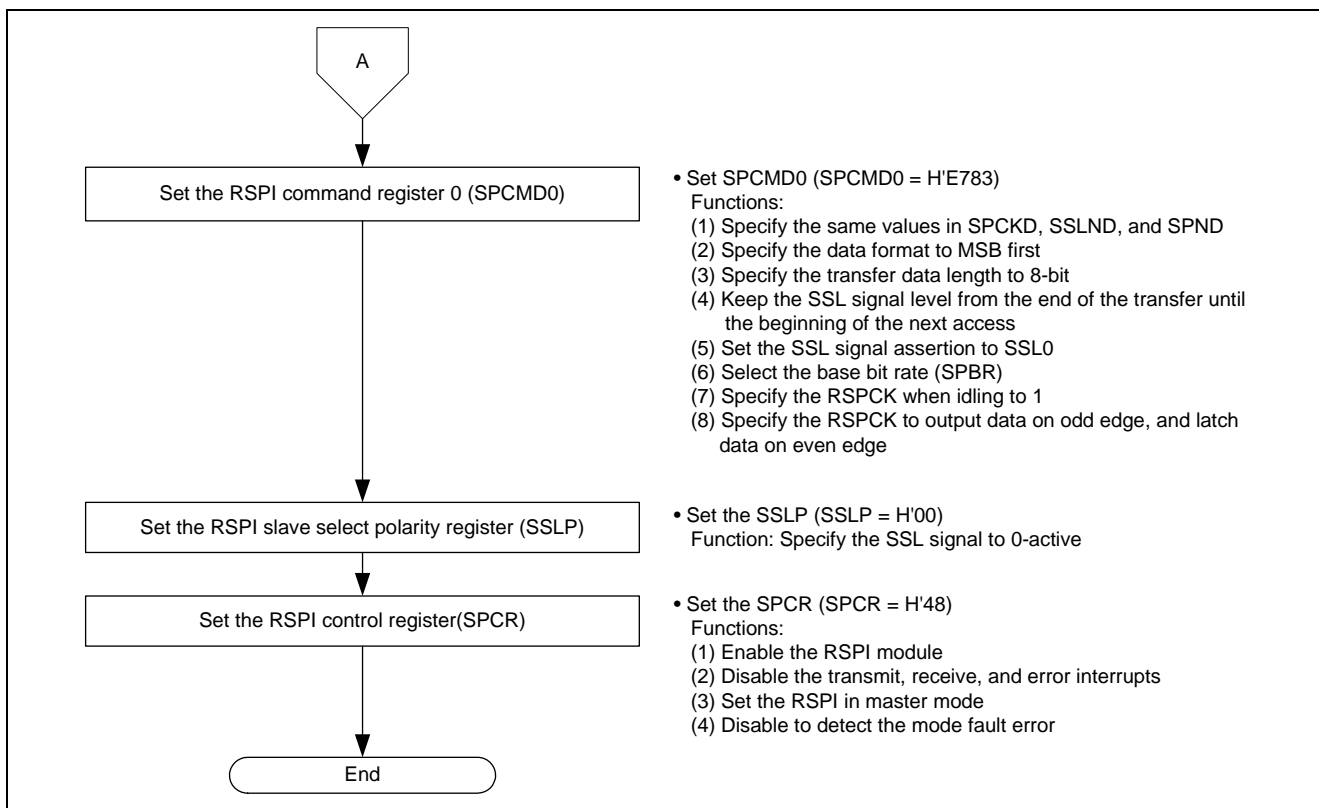 A
Set the RSPI command register 0 (SPCMD0)
• Set SPCMD0 (SPCMD0 = H'E783)
Functions:
(1) Specify the same values in SPCKD, SSLND, and SPND
(2) Specify the data format to MSB first
(3) Specify the transfer data length to 8-bit
(4) Keep the SSL signal level from the end of the transfer until
the beginning of the next access
(5) Set the SSL signal assertion to SSL0
(6) Select the base bit rate (SPBR)
(7) Specify the RSPCK when idling to 1
(8) Specify the RSPCK to output data on odd edge, and latch
data on even edge
Set the RSPI slave select polarity register (SSLP)
• Set the SSLP (SSLP = H'00)
Function: Specify the SSL signal to 0-active
Set the RSPI control register(SPCR)
• Set the SPCR (SPCR = H'48)
Functions:
(1) Enable the RSPI module
(2) Disable the transmit, receive, and error interrupts
(3) Set the RSPI in master mode
(4) Disable to detect the mode fault error
End